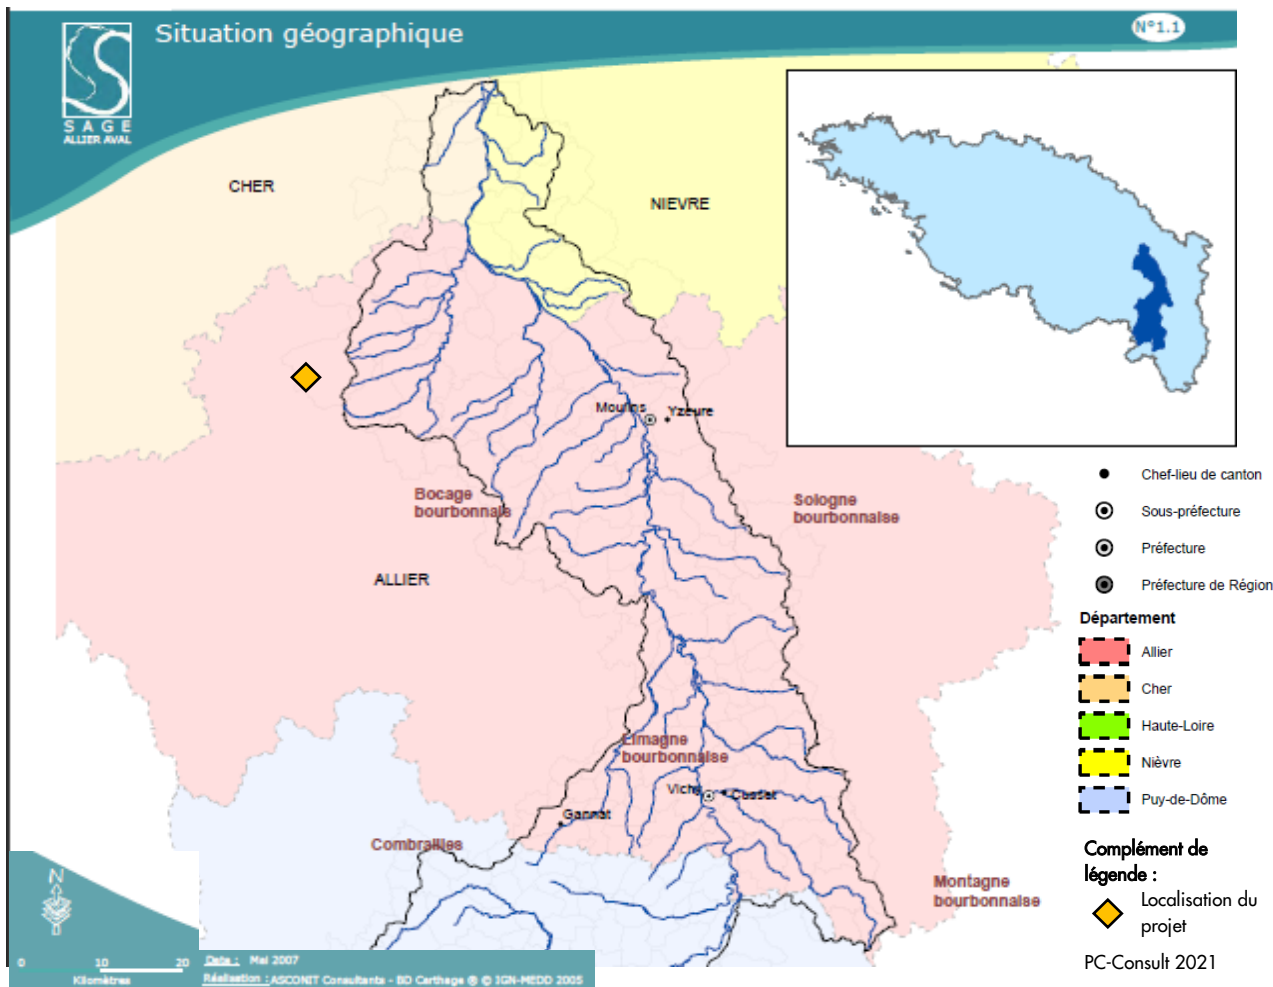 Situation géographique
N°1.1
SAGE
ALLIER AVAL
CHER
NIEVRE
Moulins
Yzeure
Bocage
bourbonnais
Sologne
bourbonnaise
ALLIER
Limagne
bourbonnaise
Vichy
Cusset
Gannat
Combrailles
Montagne
bourbonnaise
Chef-lieu de canton
Sous-préfecture
Préfecture
Préfecture de Région
Département
Allier
Cher
Haute-Loire
Nièvre
Puy-de-Dôme
Complément de
légende :
Localisation du
projet
PC-Consult 2021
N
0 10 20
Kilomètres
Date : Mai 2007
Réalisation : ASCONIT Consultants - BD Carthage ® © IGN-MEDD 2005